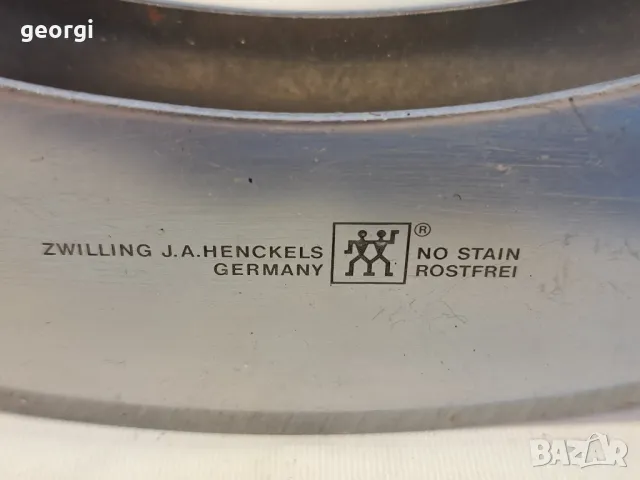 georgi
ZWILLING J.A.HENCKELS
GERMANY
®
NO STAIN
ROSTFREI
BAZAR